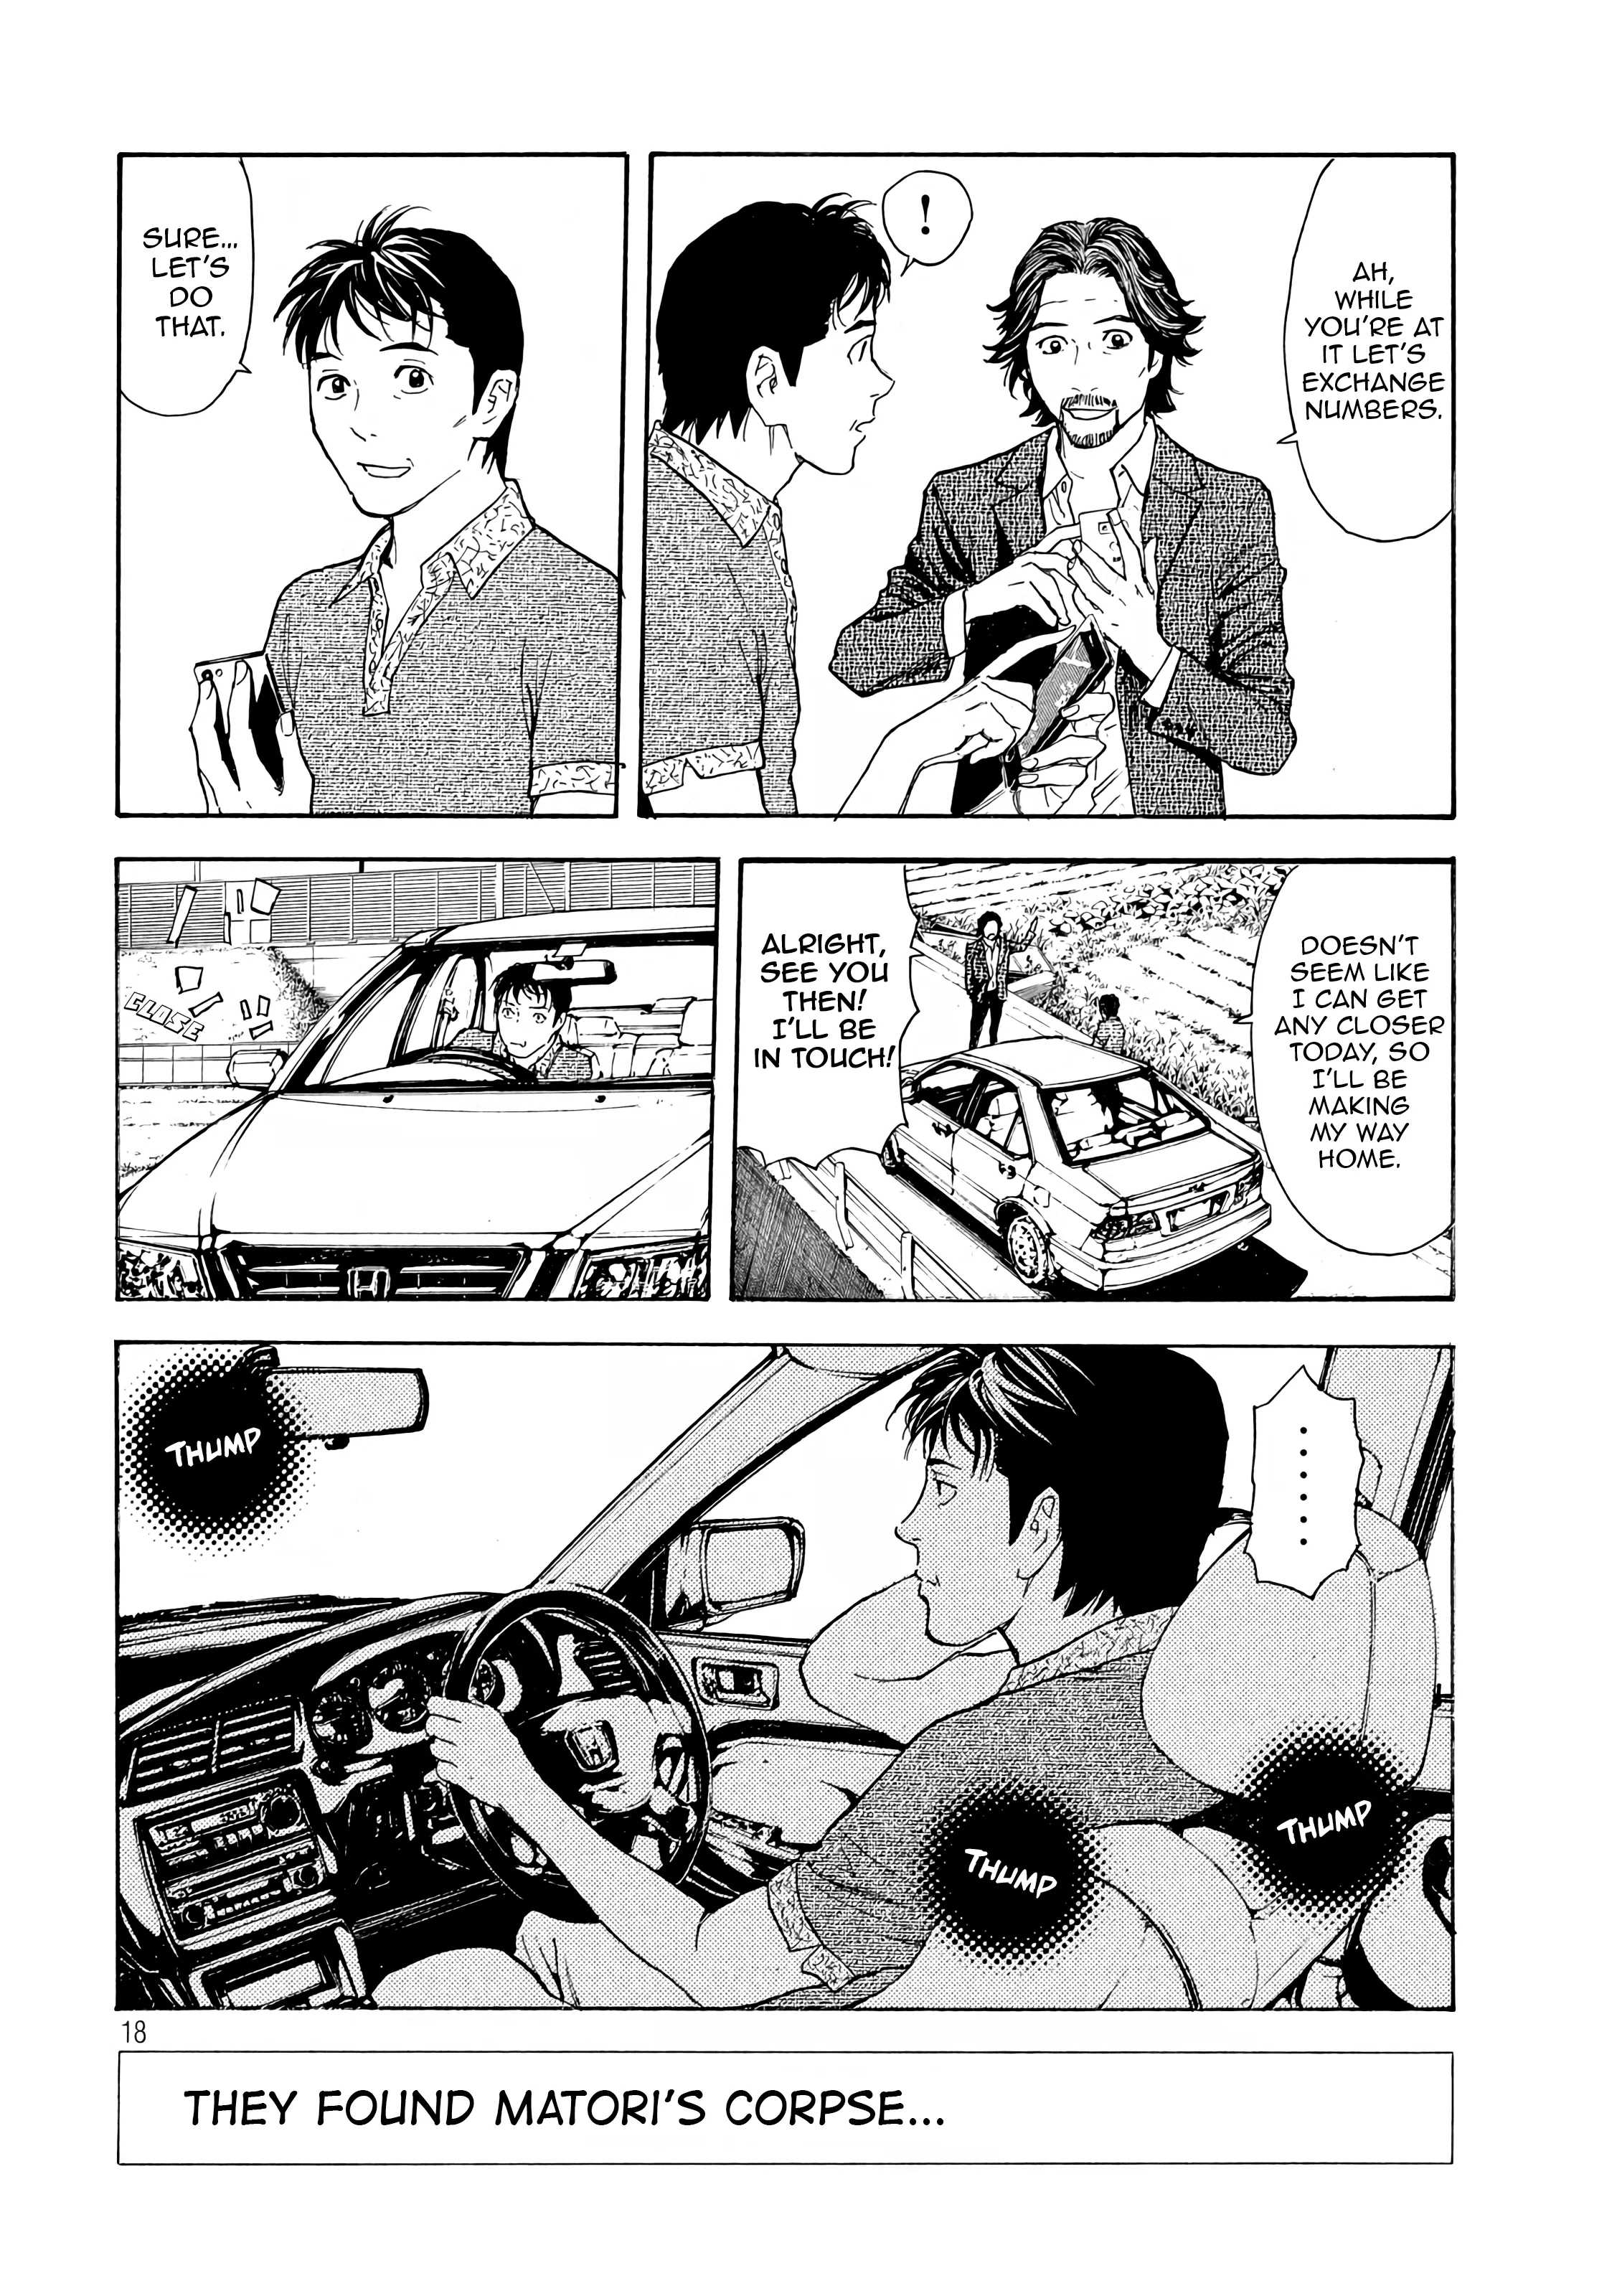 AH,
WHILE
YOU'RE AT
IT LET'S
EXCHANGE
NUMBERS.
!
SURE...
LET'S
DO
THAT.
DOESN'T
SEEM LIKE
I CAN GET
ANY CLOSER
TODAY, SO
I'LL BE
MAKING
MY WAY
HOME.
ALRIGHT,
SEE YOU
THEN!
I'LL BE
IN TOUCH!
CLOSE
......
THUMP
THUMP
THUMP
18
THEY FOUND MATORI'S CORPSE...